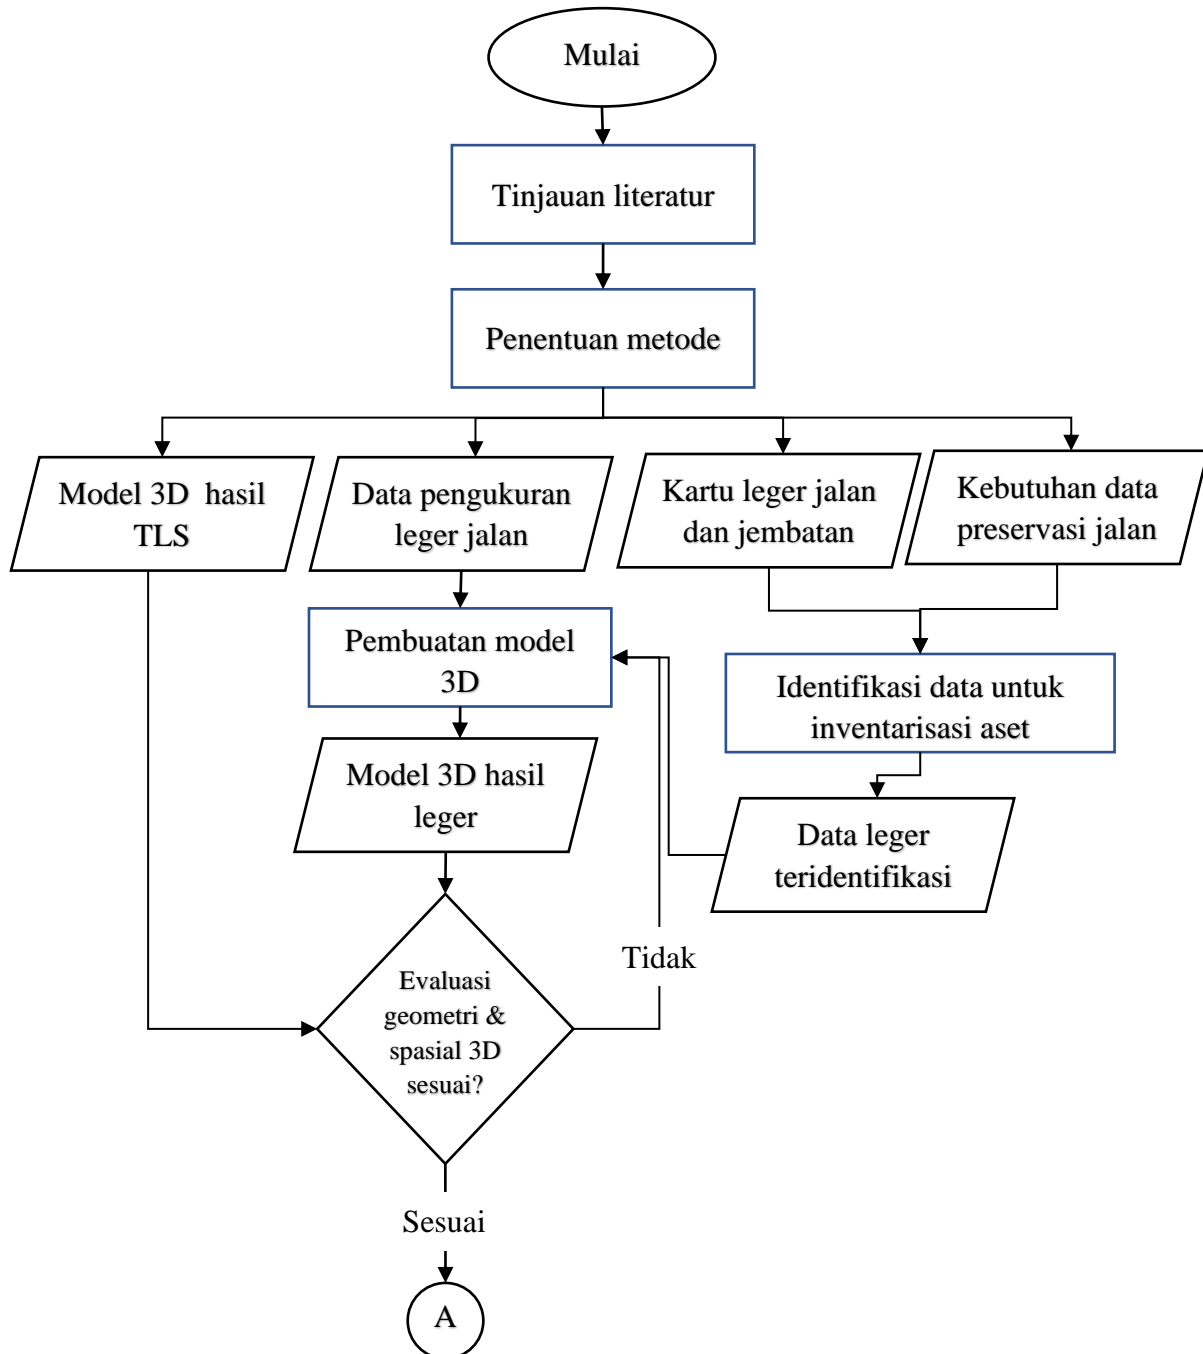 Mulai
Tinjauan literatur
Penentuan metode
Model 3D hasil
TLS
Data pengukuran
leger jalan
Kartu leger jalan
dan jembatan
Kebutuhan data
preservasi jalan
Pembuatan model
3D
Identifikasi data untuk
inventarisasi aset
Model 3D hasil
leger
Data leger
teridentifikasi
Tidak
Evaluasi
geometri &
spasial 3D
sesuai?
Sesuai
A